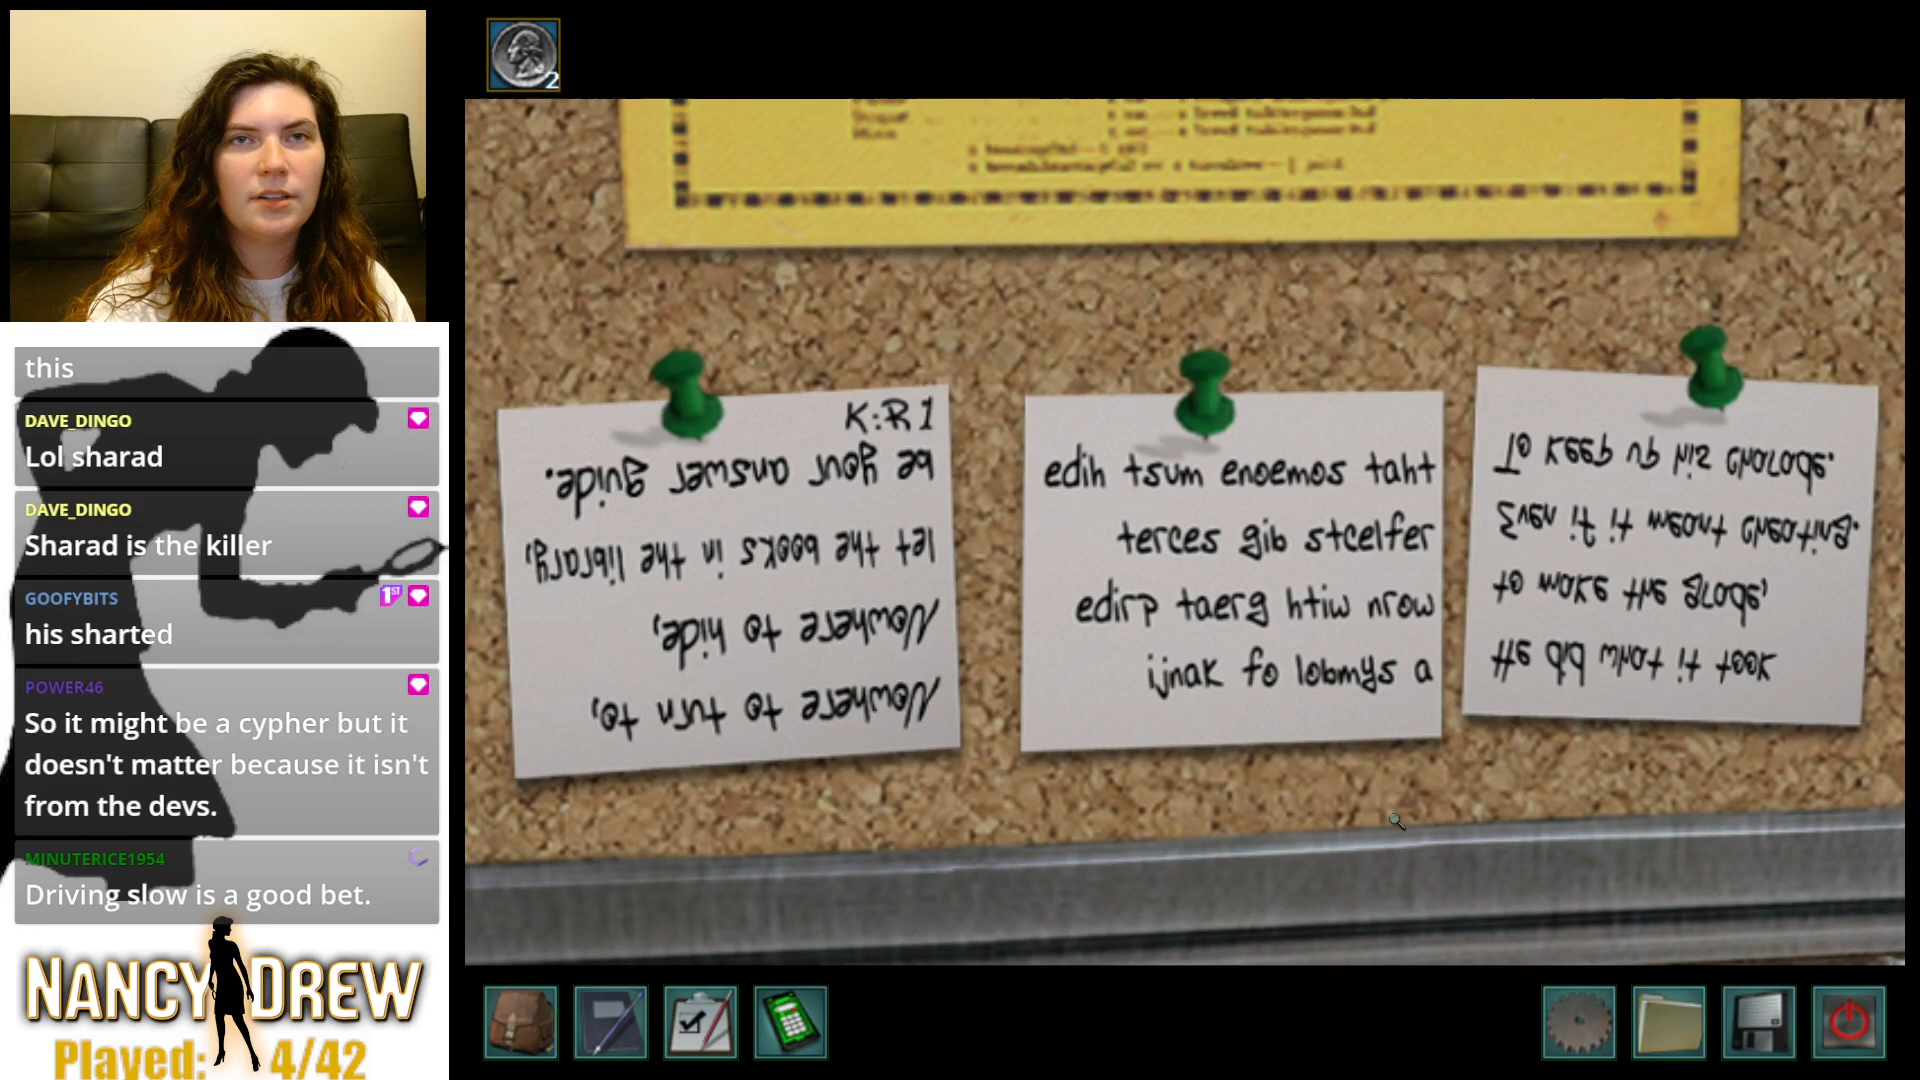 2
this
DAVE_DINGO
Lol sharad
DAVE_DINGO
Sharad is the killer
GOOFYBITS
1ST
his sharted
POWER46
So it might be a cypher but it
doesn't matter because it isn't
from the devs.
MINUTERICE1954
Driving slow is a good bet.
NANCY DREW
Played: 4/42
K:R1
Nowhere to turn to,
Nowhere to hide,
let the books in the library,
be your answer guide.
edih tsum enoemos taht
terces gib stcelfer
edirp taerg htiw nrow
ijnak fo lobmys a
He did what it took
to make the grade,
Even if it meant cheating.
To keep up his charade.